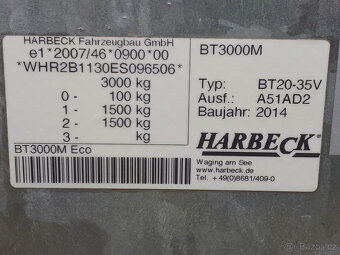 HARBECK Fahrzeugbau GmbH
e1*2007/46*0900*00
*WHR2B1130ES096506*
3000 kg
0- 100 kg
1- 1500 kg
2- 1500 kg
3- kg
BT3000M Eco
BT3000M
Typ: BT20-35V
Ausf.: A51AD2
Baujahr: 2014
HARBECK
Waging am See
www.harbeck.de
Tel. +49(0)8681/409-0